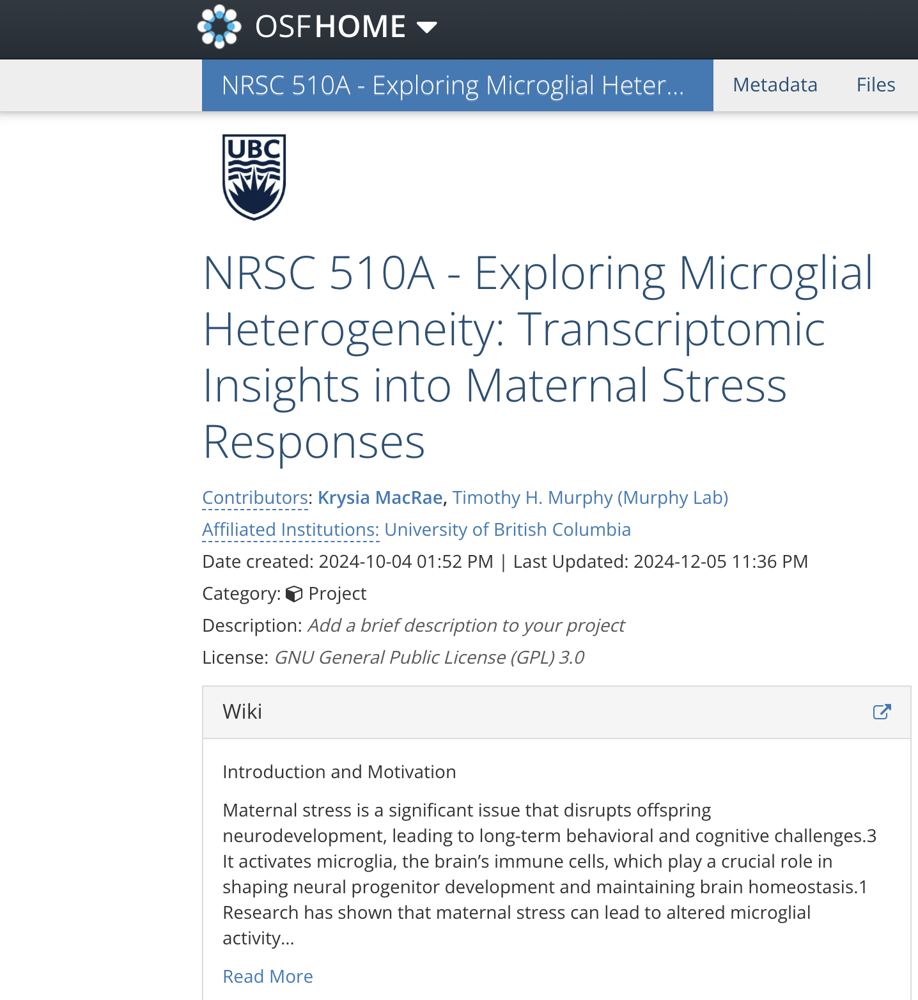 OSFHOME
NRSC 510A - Exploring Microglial Heter...
Metadata
Files
UBC
NRSC 510A - Exploring Microglial
Heterogeneity: Transcriptomic
Insights into Maternal Stress
Responses
Contributors: Krysia MacRae, Timothy H. Murphy (Murphy Lab)
Affiliated Institutions: University of British Columbia
Date created: 2024-10-04 01:52 PM | Last Updated: 2024-12-05 11:36 PM
Category: Project
Description: Add a brief description to your project
License: GNU General Public License (GPL) 3.0
Wiki
Introduction and Motivation
Maternal stress is a significant issue that disrupts offspring
neurodevelopment, leading to long-term behavioral and cognitive challenges.3
It activates microglia, the brain’s immune cells, which play a crucial role in
shaping neural progenitor development and maintaining brain homeostasis.1
Research has shown that maternal stress can lead to altered microglial
activity...
Read More